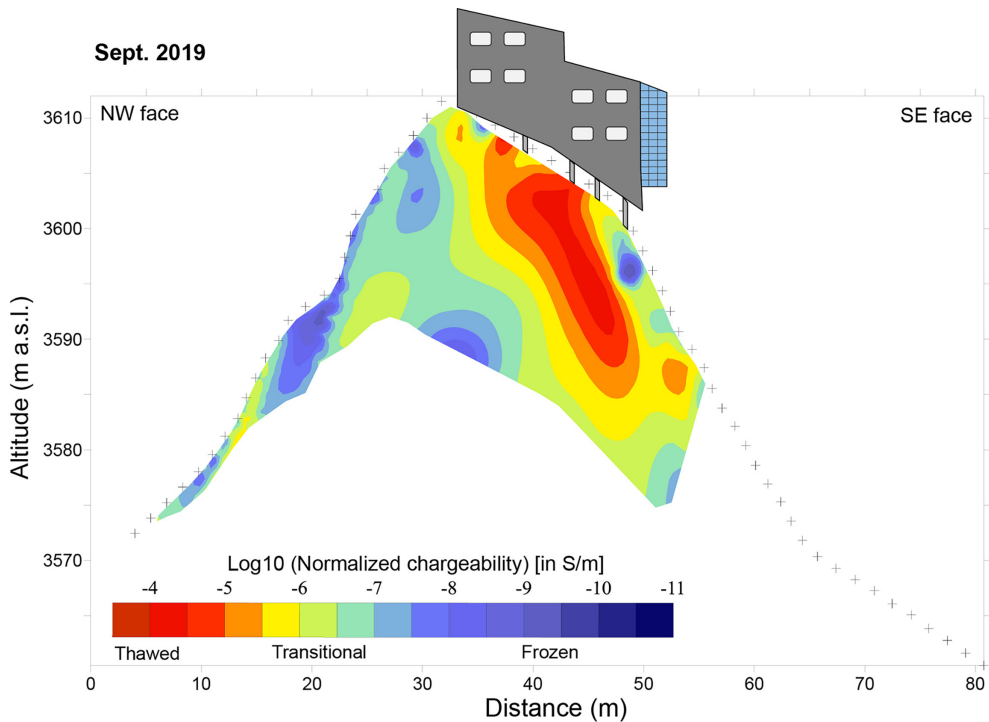 Sept. 2019
NW face
SE face
3610
3600
3590
3580
3570
Altitude (m a.s.l.)
Log10 (Normalized chargeability) [in S/m]
-4 -5 -6 -7 -8 -9 -10 -11
Thawed Transitional Frozen
0 10 20 30 40 50 60 70 80
Distance (m)